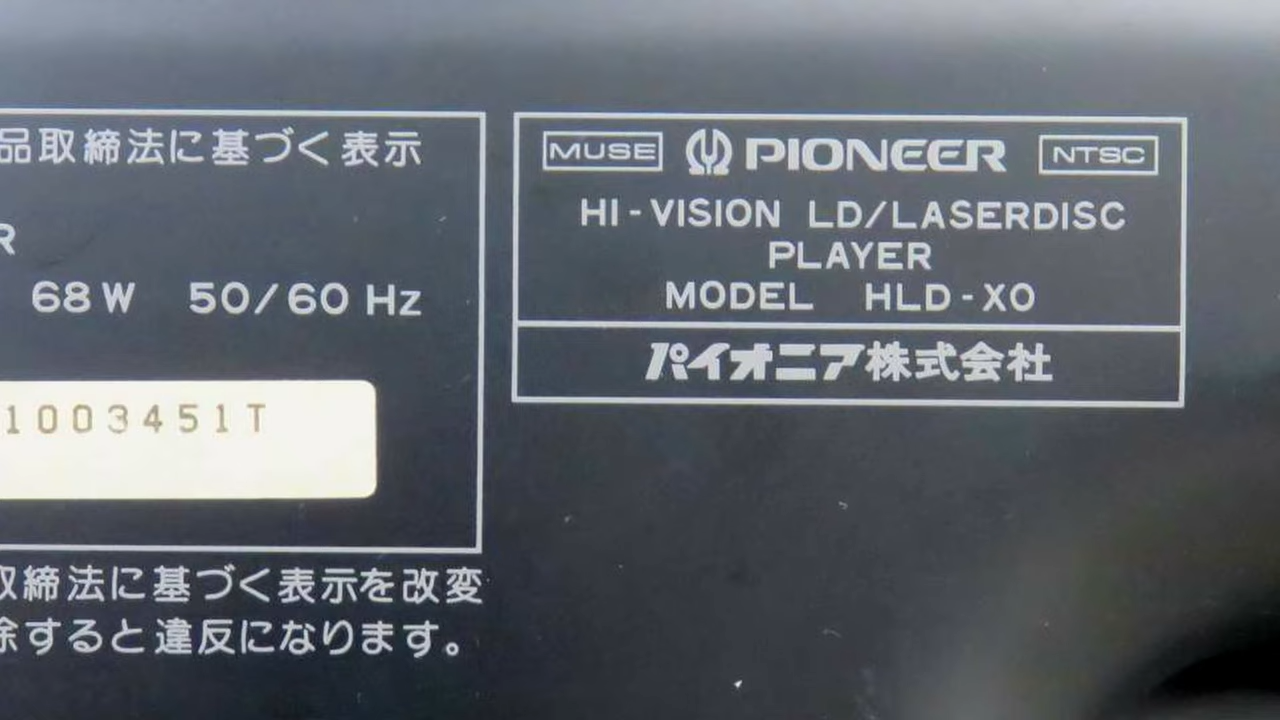 品取締法に基づく表示
R
68W 50/60Hz
1003451T
取締法に基づく表示を改変
除すると違反になります。
MUSE PIONEER NTSC
HI-VISION LD/LASERDISC
PLAYER
MODEL HLD-X0
パイオニア株式会社